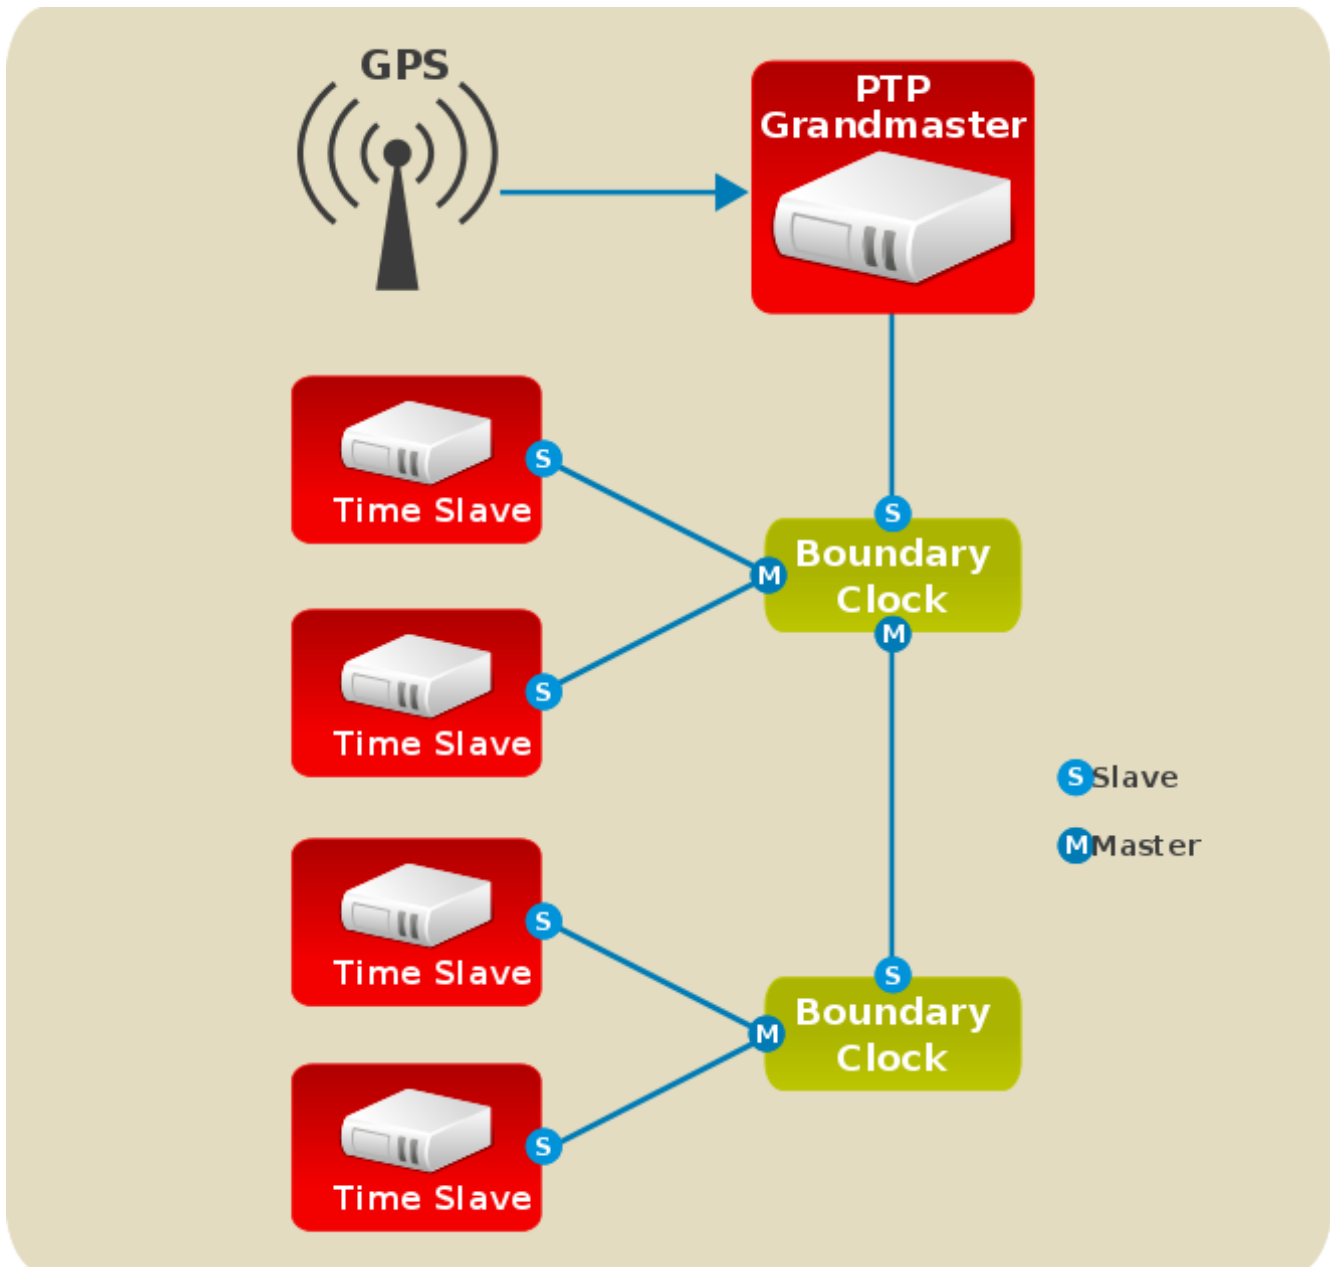 GPS
PTP
Grandmaster
S
Time Slave
S
Boundary
Clock
M
M
S
Time Slave
S Slave
M Master
S
Time Slave
S
Boundary
Clock
M
S
Time Slave